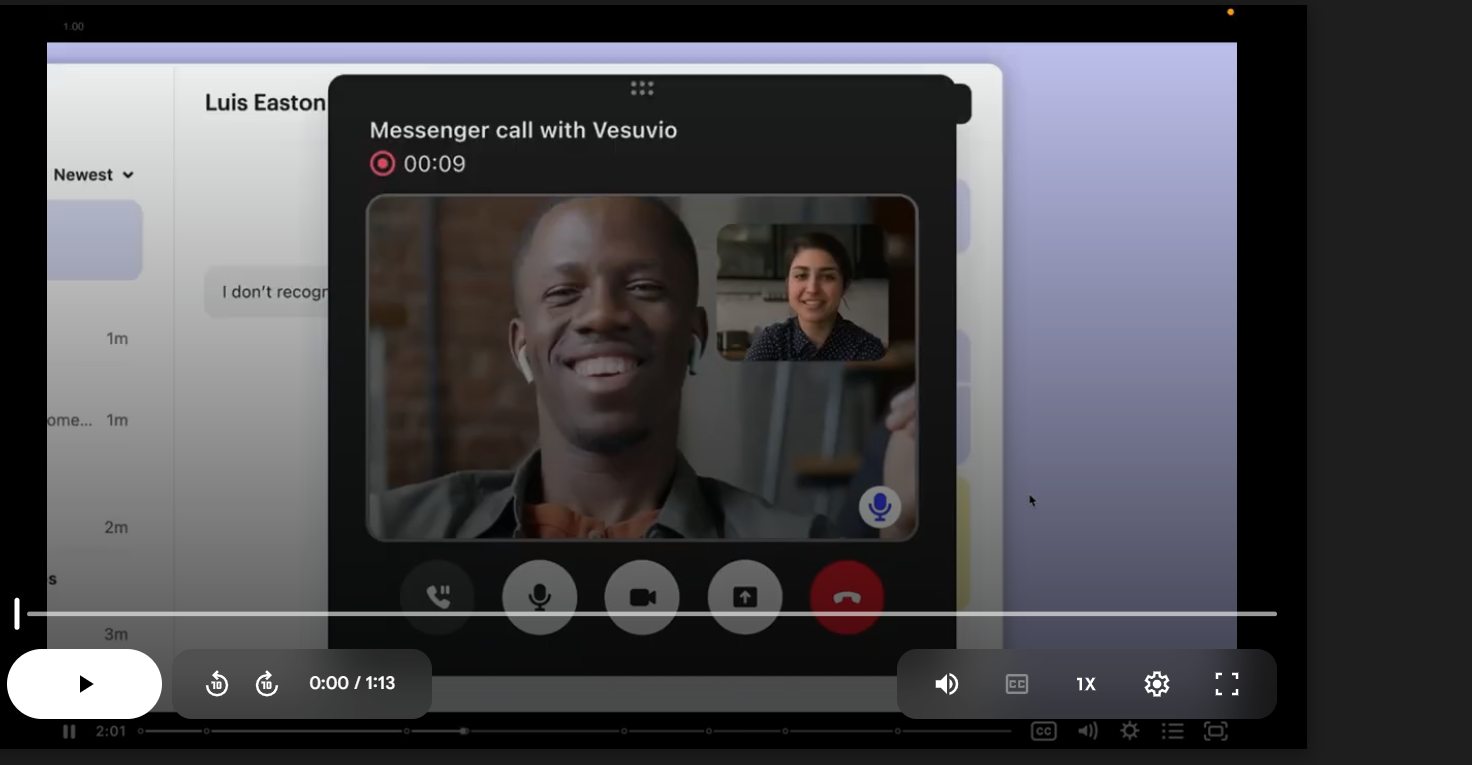 1.00
Luis Easton
Messenger call with Vesuvio
00:09
Newest
I don't recogr
1m
ome... 1m
2m
s
3m
10 10 0:00 / 1:13
CC 1X
2:01
CC